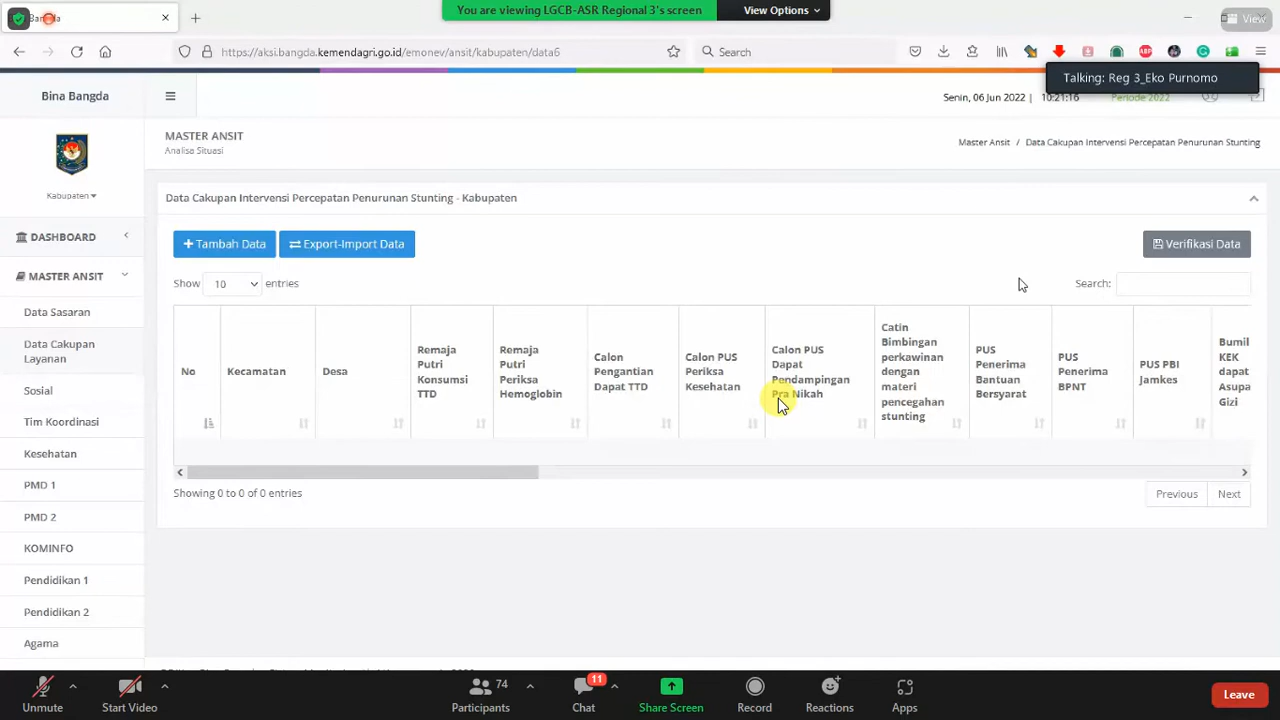 You are viewing LGCB-ASR Regional 3's screen
View Options
View
https://aksi.bangda.kemendagri.go.id/emonev/ansit/kabupaten/data6
Search
Talking: Reg 3_Eko Purnomo
Bina Bangda
Senin, 06 Jun 2022 | 10:21:16
Periode 2022
MASTER ANSIT
Analisa Situasi
Master Ansit / Data Cakupan Intervensi Percepatan Penurunan Stunting
Kabupaten
Data Cakupan Intervensi Percepatan Penurunan Stunting - Kabupaten
DASHBOARD
MASTER ANSIT
Data Sasaran
Data Cakupan
Layanan
Sosial
Tim Koordinasi
Kesehatan
PMD 1
PMD 2
KOMINFO
Pendidikan 1
Pendidikan 2
Agama
Tambah Data
Export-Import Data
Verifikasi Data
Show 10 entries
Search:
No
Kecamatan
Desa
Remaja
Putri
Konsumsi
TTD
Remaja
Putri
Periksa
Hemoglobin
Calon
Pengantian
Dapat TTD
Calon PUS
Periksa
Kesehatan
Calon PUS
Dapat
Pendampingan
Pra Nikah
Catin
Bimbingan
perkawinan
dengan
materi
pencegahan
stunting
PUS
Penerima
Bantuan
Bersyarat
PUS
Penerima
BPNT
PUS PBI
Jamkes
Bumil
KEK
dapat
Asupa
Gizi
Showing 0 to 0 of 0 entries
Previous
Next
Unmute
Start Video
74
Participants
11
Chat
Share Screen
Record
Reactions
Apps
Leave